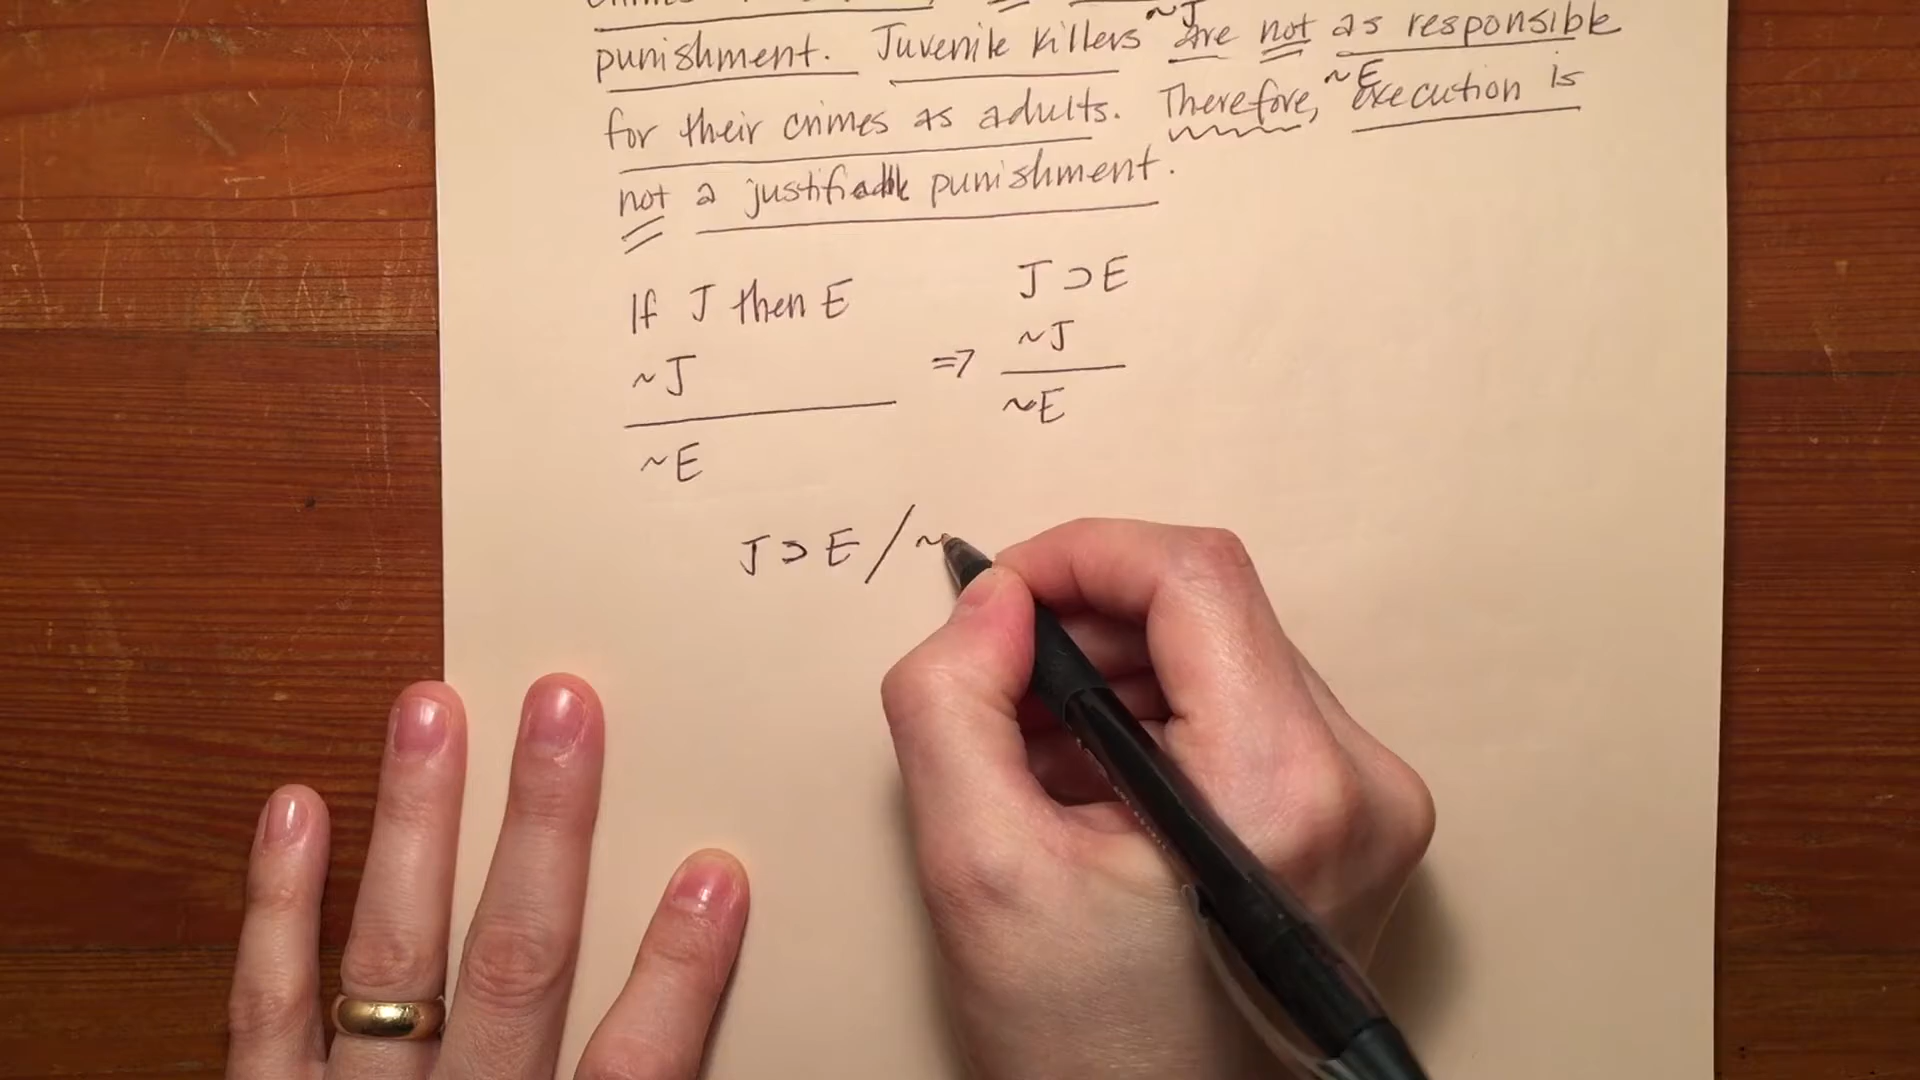 punishment. Juvenile killers ~J are not as responsible
for their crimes as adults. Therefore, ~E execution is
not a justifiable punishment.
If J then E
~J
~E
=>
J ⊃ E
~J
~E
J ⊃ E / ~